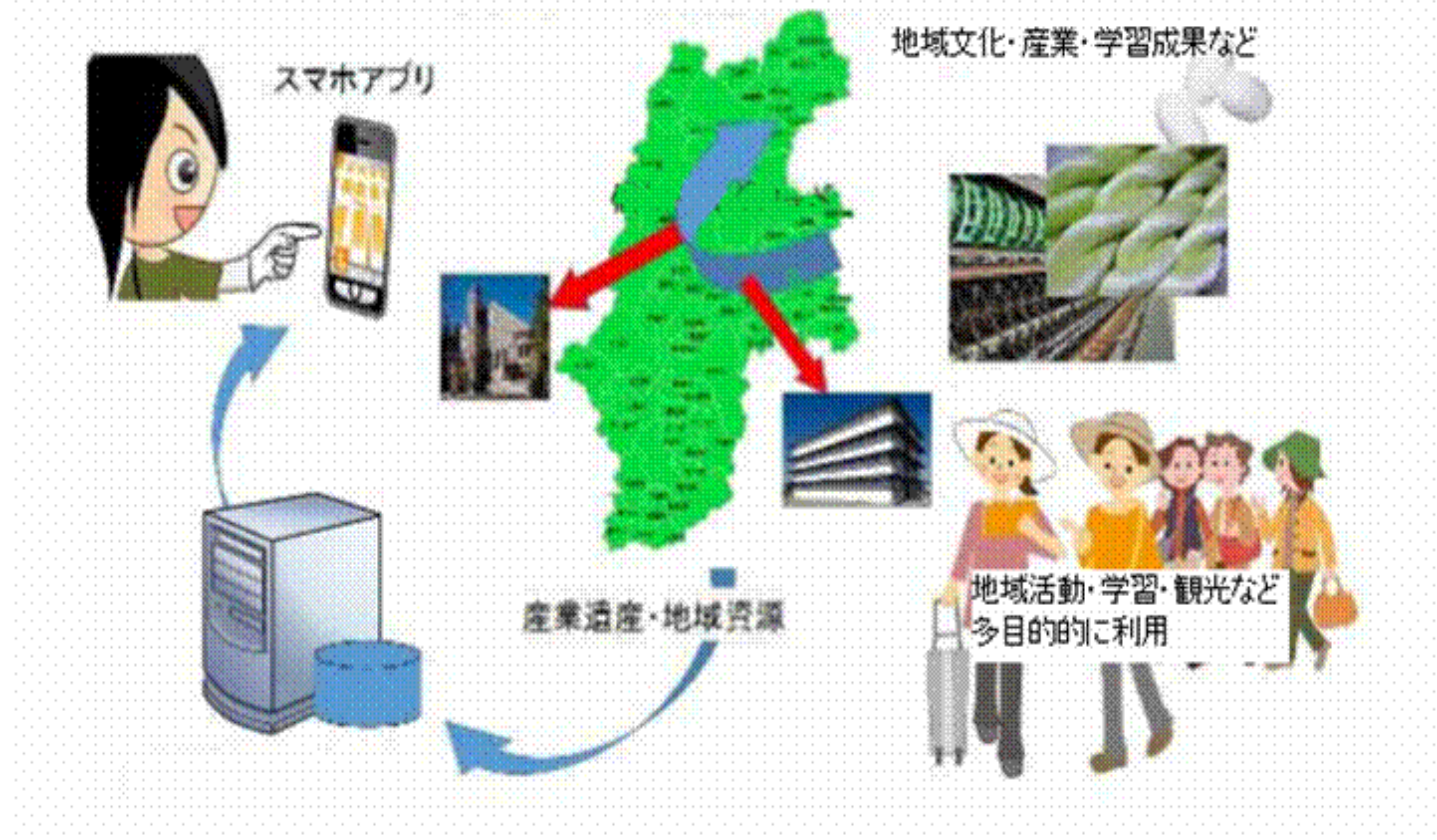 地域文化・産業・学習成果など
スマホアプリ
産業遺産・地域資源
地域活動・学習・観光など
多目的的に利用